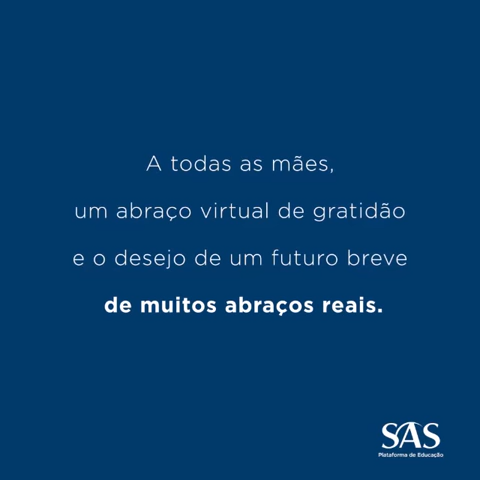 A todas as mães,
um abraço virtual de gratidão
e o desejo de um futuro breve
de muitos abraços reais.
SAS
Plataforma de Educação